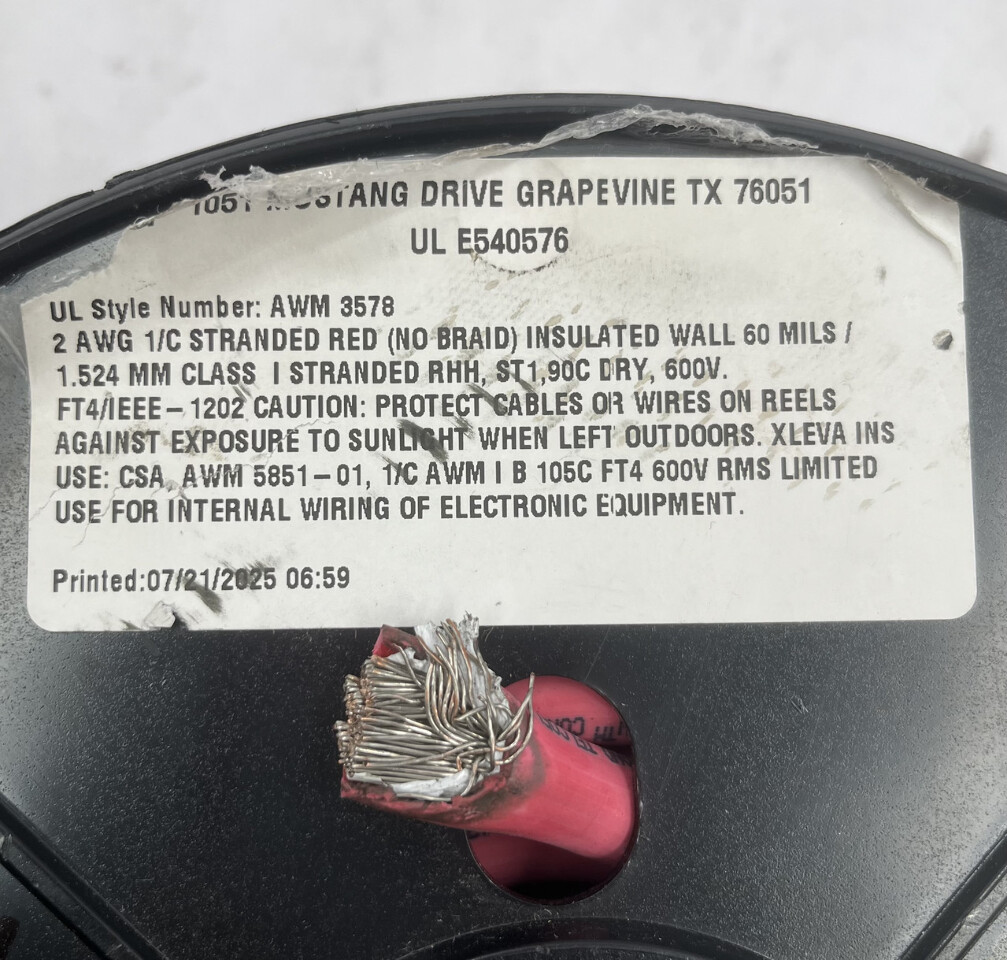 1051 MUSTANG DRIVE GRAPEVINE TX 76051
UL E540576
UL Style Number: AWM 3578
2 AWG 1/C STRANDED RED (NO BRAID) INSULATED WALL 60 MILS /
1.524 MM CLASS I STRANDED RHH, ST1,90C DRY, 600V.
FT4/IEEE-1202 CAUTION: PROTECT CABLES OR WIRES ON REELS
AGAINST EXPOSURE TO SUNLIGHT WHEN LEFT OUTDOORS. XLEVA INS
USE: CSA, AWM 5851-01, 1/C AWM I B 105C FT4 600V RMS LIMITED
USE FOR INTERNAL WIRING OF ELECTRONIC EQUIPMENT.
Printed:07/21/2025 06:59